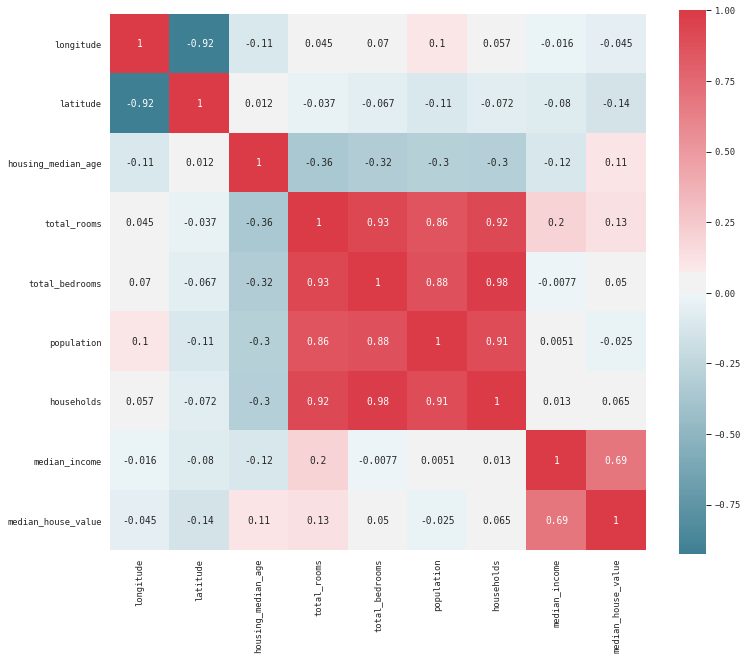 longitude 1 -0.92 -0.11 0.045 0.07 0.1 0.057 -0.016 -0.045
latitude -0.92 1 0.012 -0.037 -0.067 -0.11 -0.072 -0.08 -0.14
housing_median_age -0.11 0.012 1 -0.36 -0.32 -0.3 -0.3 -0.12 0.11
total_rooms 0.045 -0.037 -0.36 1 0.93 0.86 0.92 0.2 0.13
total_bedrooms 0.07 -0.067 -0.32 0.93 1 0.88 0.98 -0.0077 0.05
population 0.1 -0.11 -0.3 0.86 0.88 1 0.91 0.0051 -0.025
households 0.057 -0.072 -0.3 0.92 0.98 0.91 1 0.013 0.065
median_income -0.016 -0.08 -0.12 0.2 -0.0077 0.0051 0.013 1 0.69
median_house_value -0.045 -0.14 0.11 0.13 0.05 -0.025 0.065 0.69 1
longitude
latitude
housing_median_age
total_rooms
total_bedrooms
population
households
median_income
median_house_value
1.00
0.75
0.50
0.25
0.00
−0.25
−0.50
−0.75